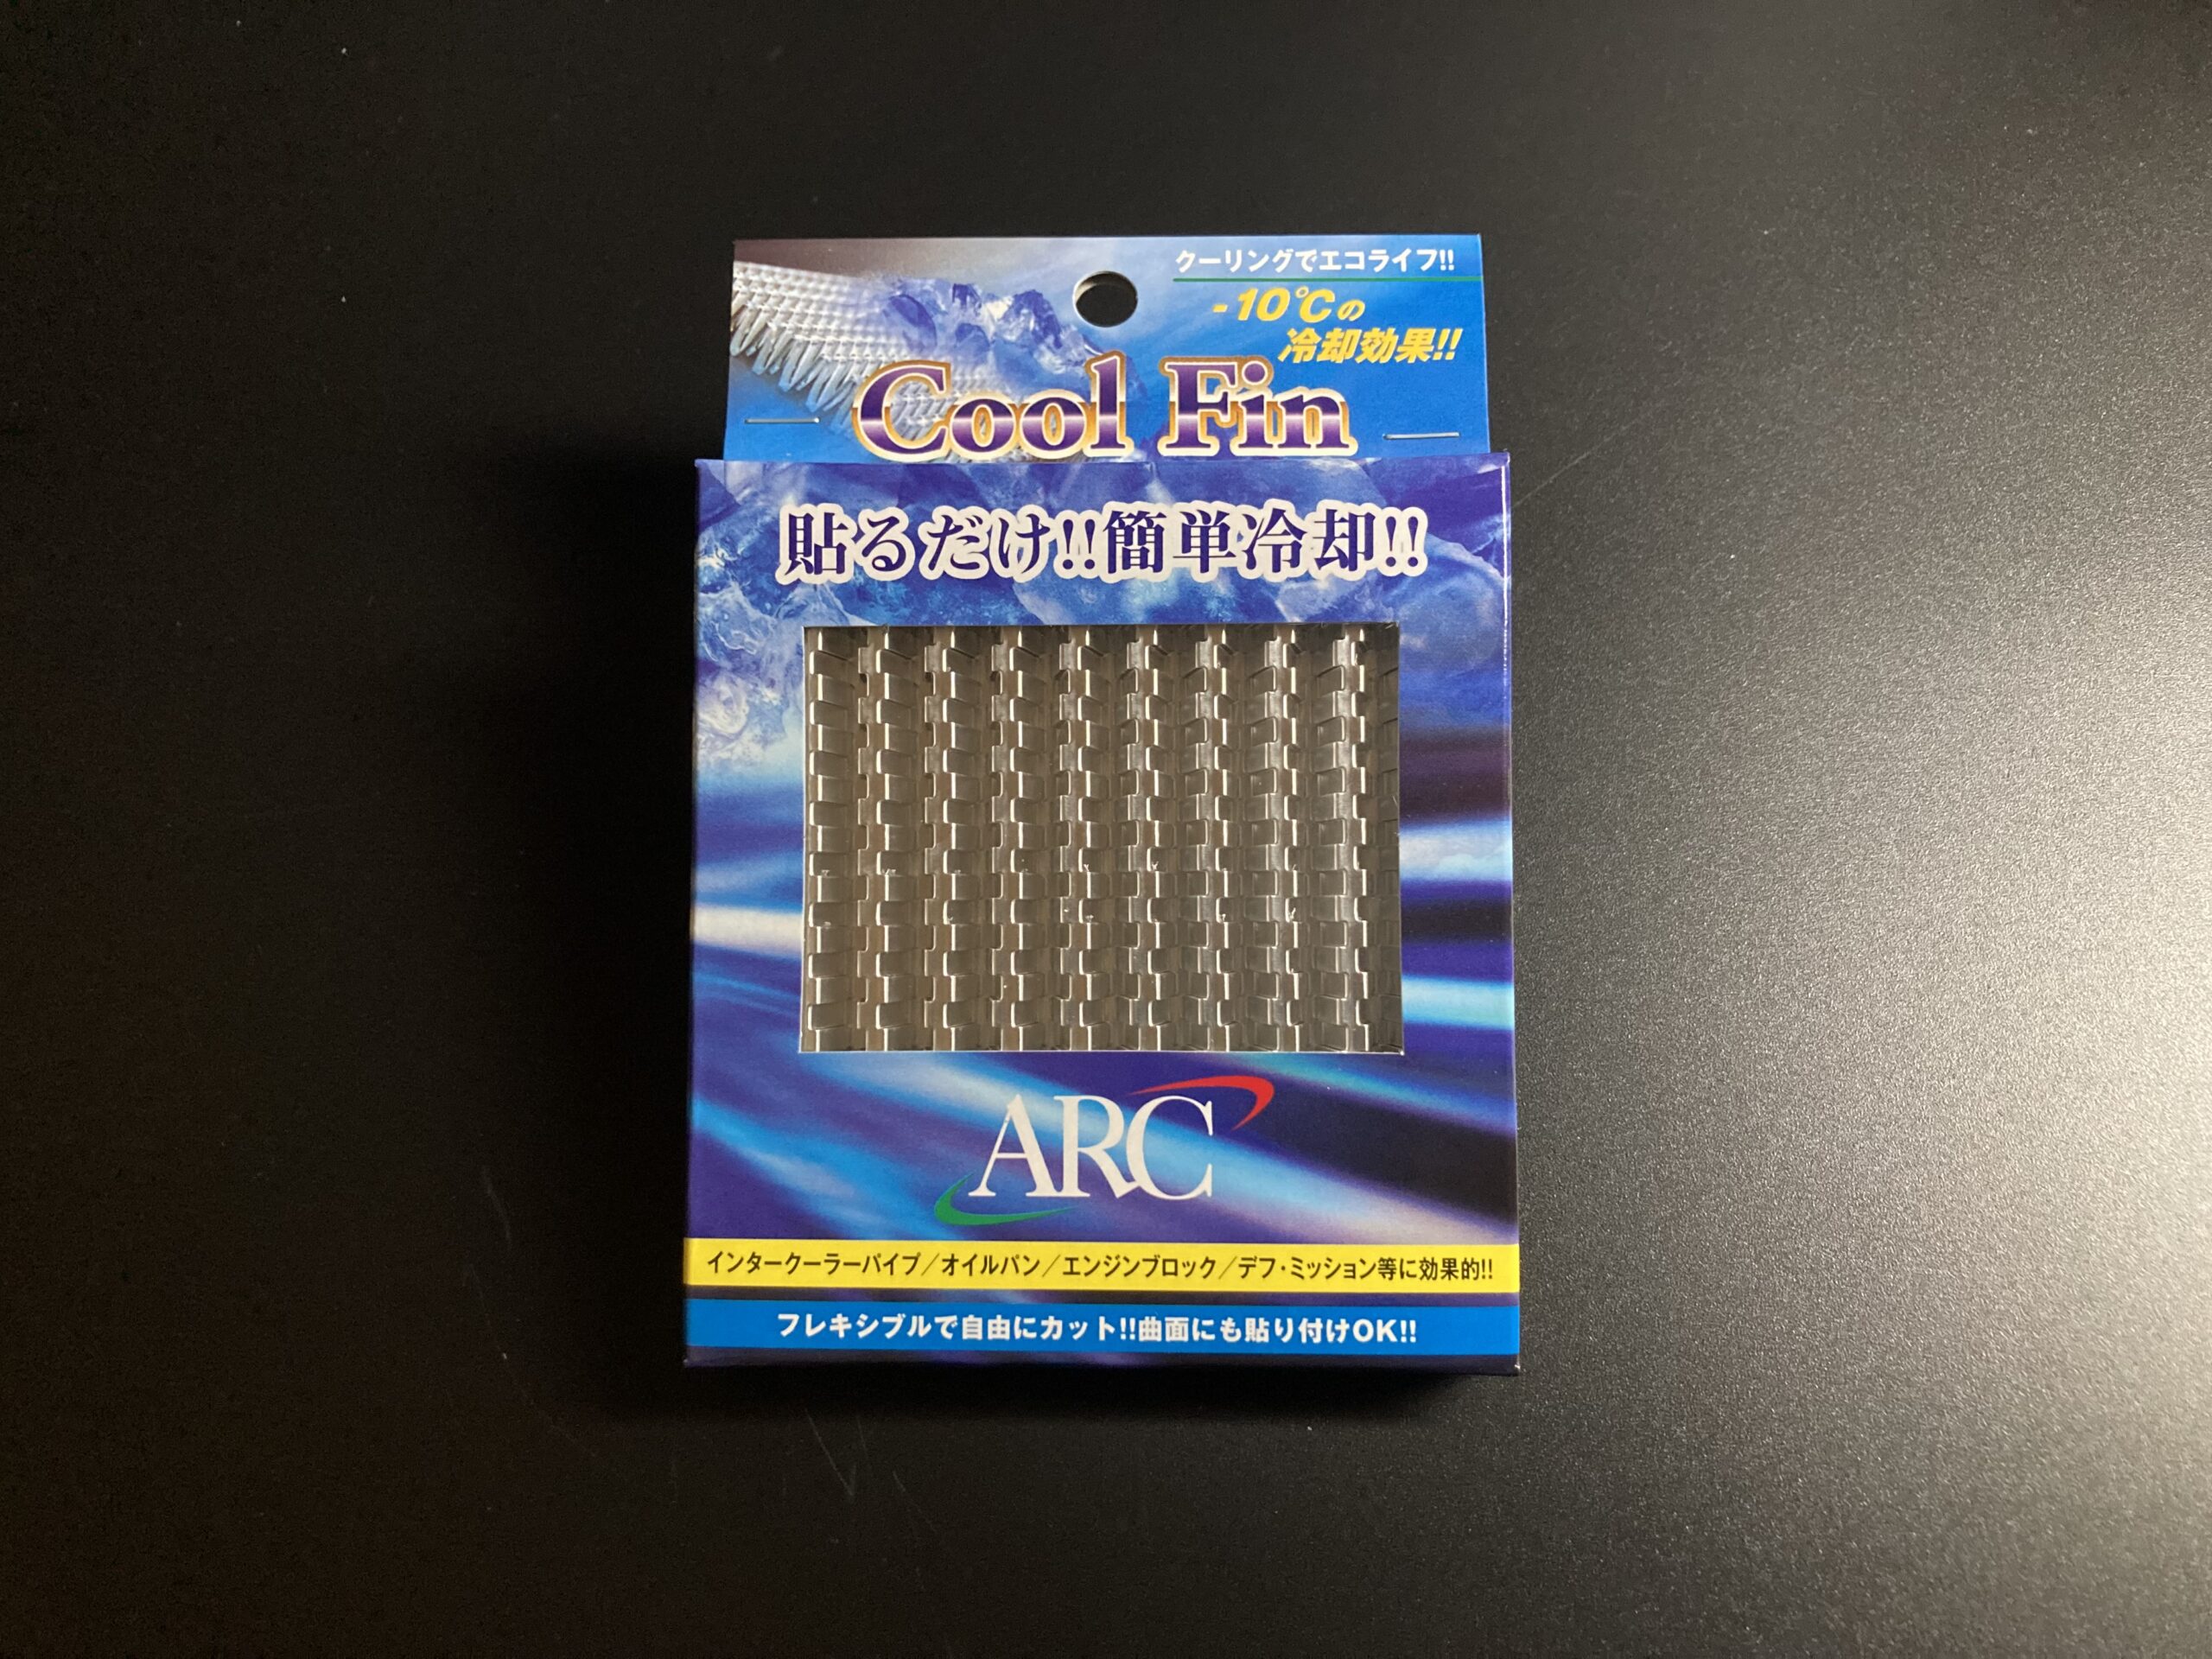 クーリングでエコライフ!!
-10℃の
冷却効果!!
Cool Fin
貼るだけ!!簡単冷却!!
ARC
インタークーラーパイプ／オイルパン／エンジンブロック／デフ・ミッション等に効果的!!
フレキシブルで自由にカット!!曲面にも貼り付けOK!!